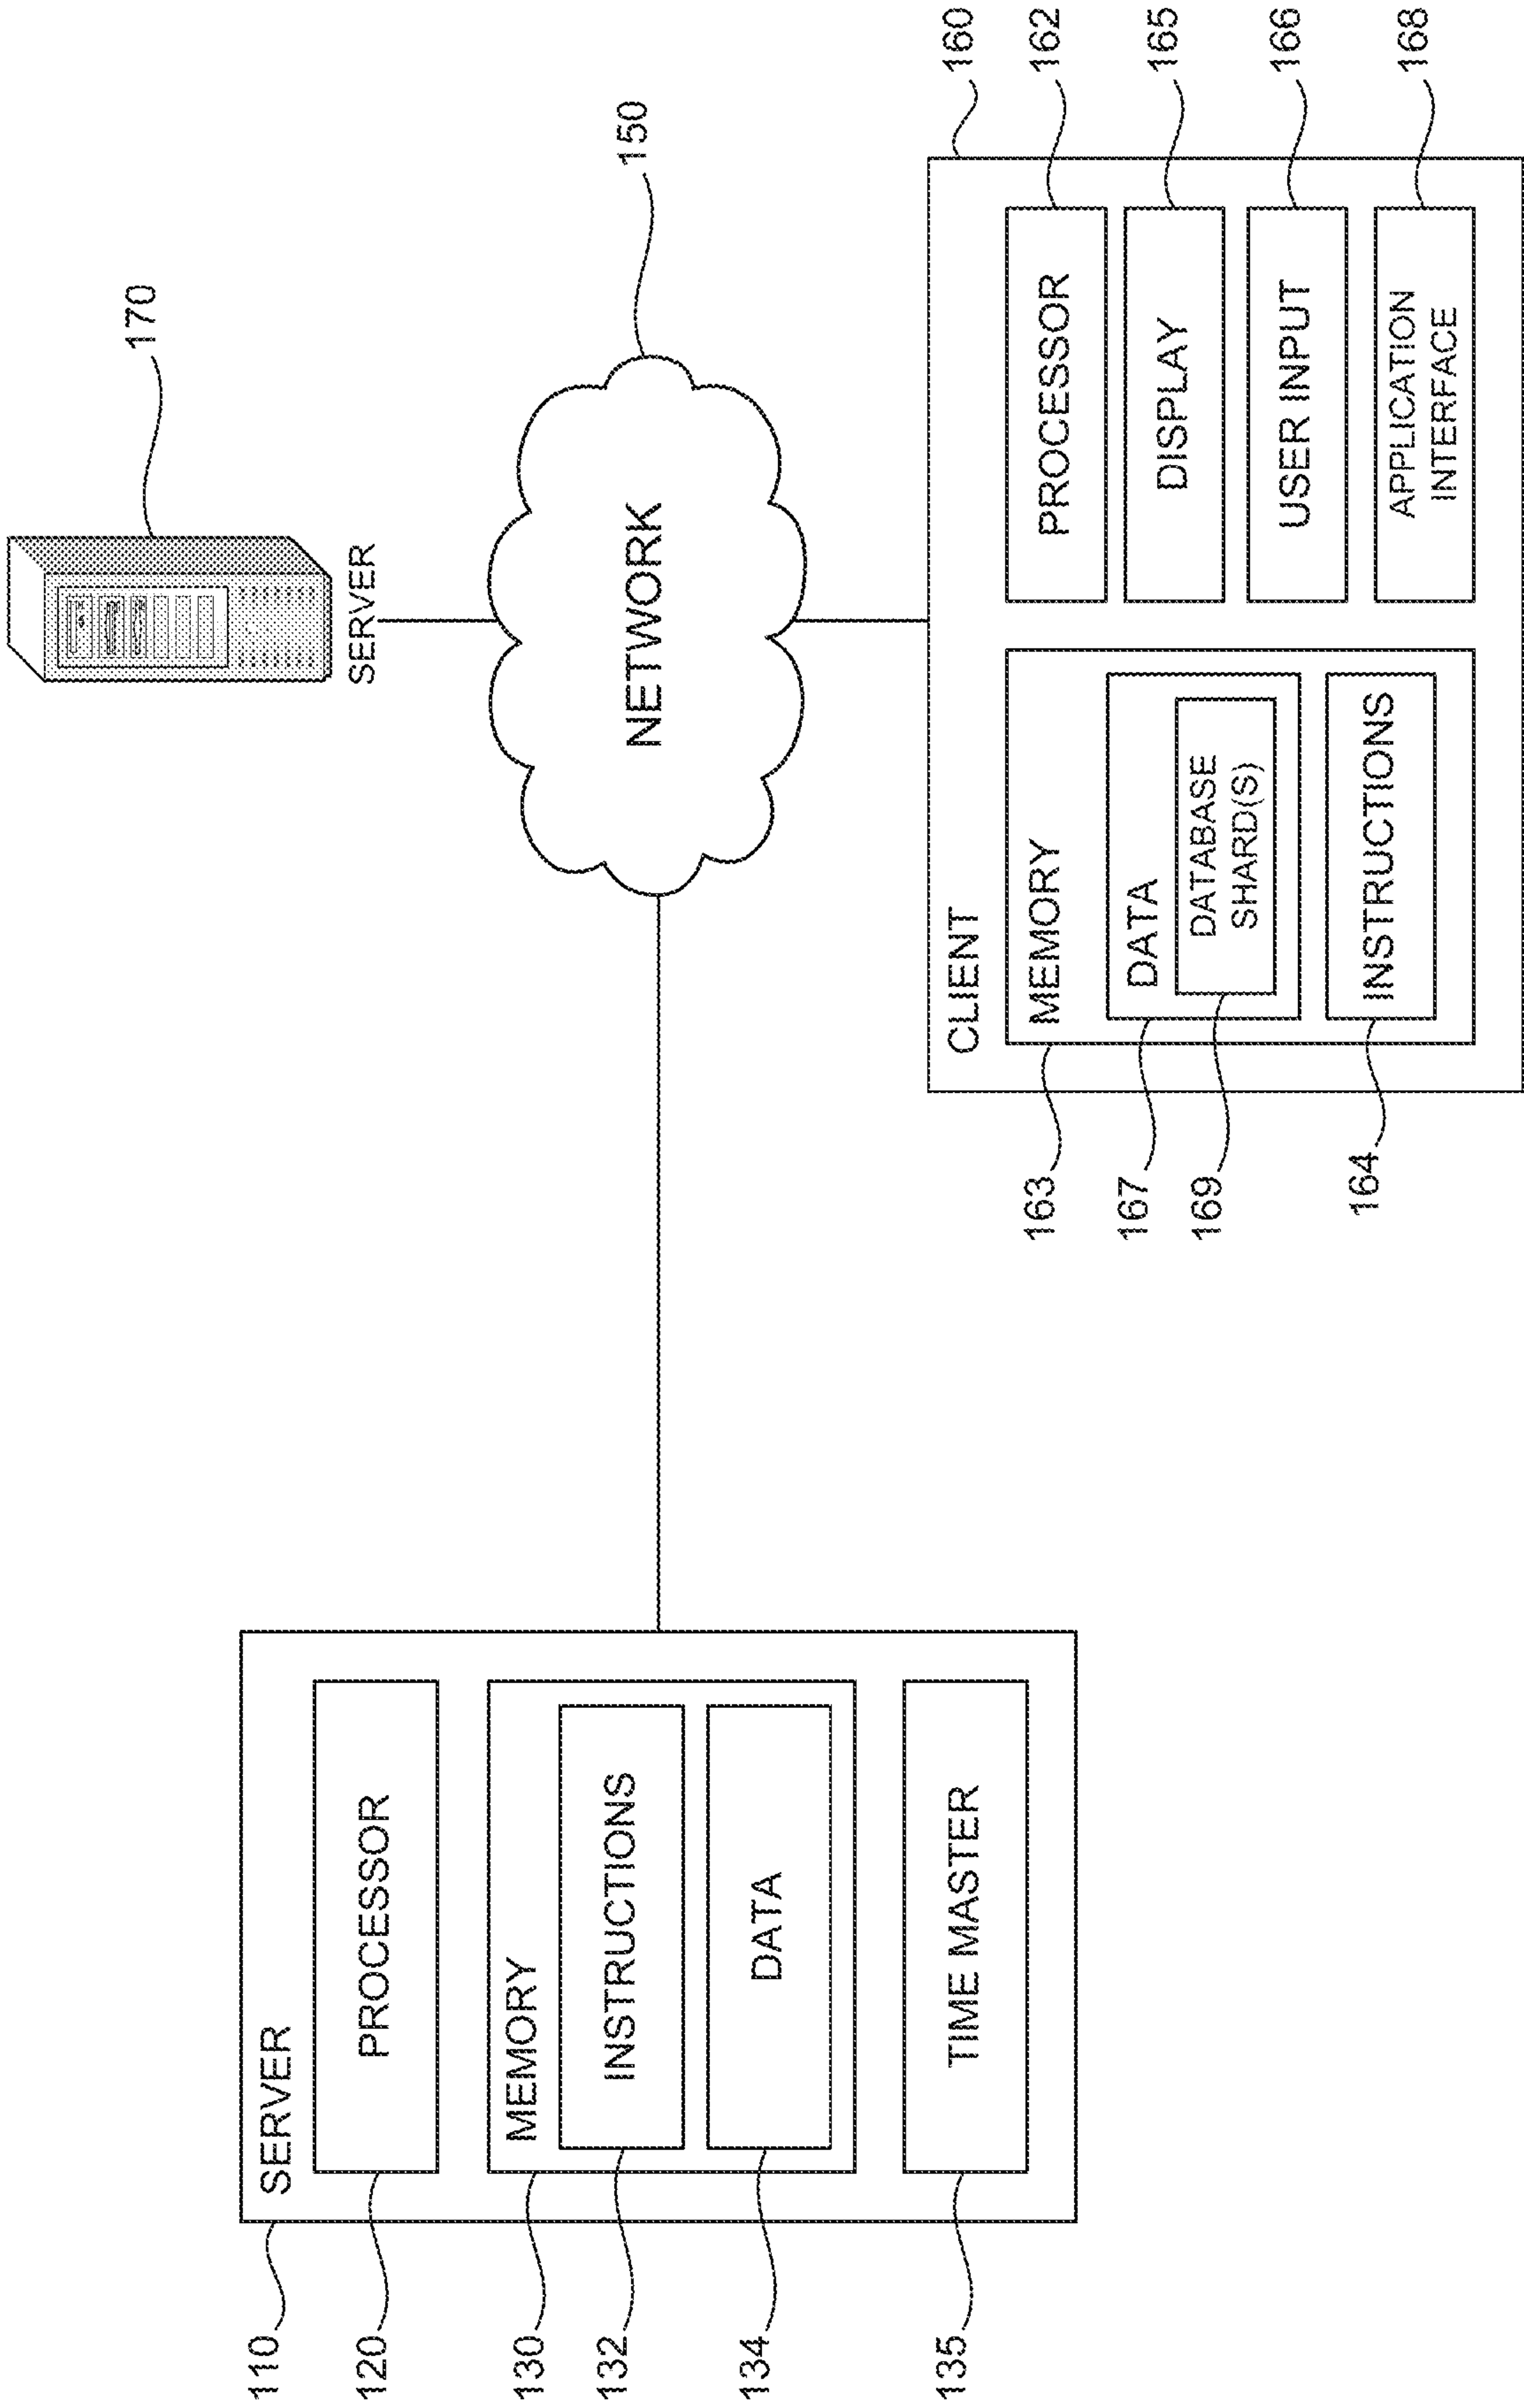 170
SERVER
150
NETWORK
110
SERVER
120
PROCESSOR
130
MEMORY
132
INSTRUCTIONS
134
DATA
135
TIME MASTER
160
CLIENT
163
MEMORY
167
DATA
169
DATABASE
SHARD(S)
164
INSTRUCTIONS
162
PROCESSOR
165
DISPLAY
166
USER INPUT
168
APPLICATION
INTERFACE